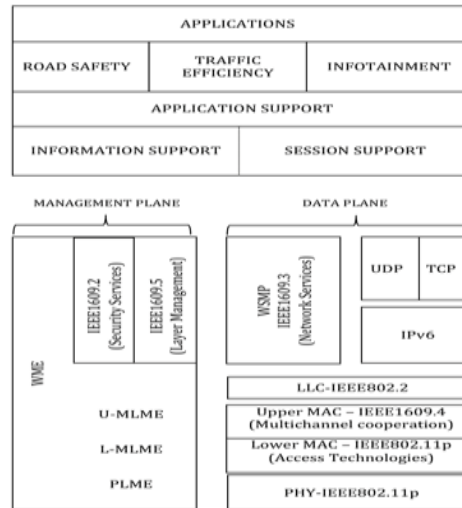 APPLICATIONS
ROAD SAFETY
TRAFFIC
EFFICIENCY
INFOTAINMENT
APPLICATION SUPPORT
INFORMATION SUPPORT
SESSION SUPPORT
MANAGEMENT PLANE
DATA PLANE
WME
IEEE1609.2
(Security Services)
IEEE1609.5
(Layer Management)
U-MLME
L-MLME
PLME
WSMP
IEEE1609.3
(Network Services)
UDP
TCP
IPv6
LLC-IEEE802.2
Upper MAC – IEEE1609.4
(Multichannel cooperation)
Lower MAC – IEEE802.11p
(Access Technologies)
PHY-IEEE802.11p